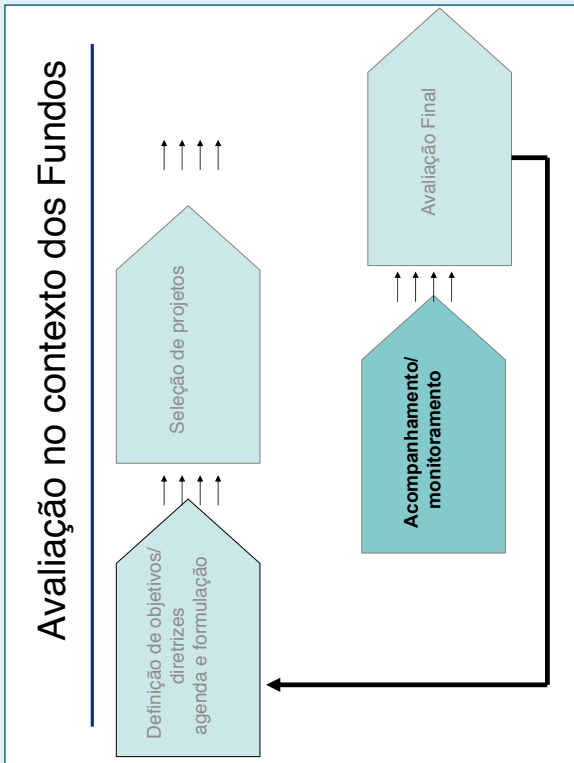 Avaliação no contexto dos Fundos
Definição de objetivos/
diretrizes
agenda e formulação
Seleção de projetos
Acompanhamento/
monitoramento
Avaliação Final